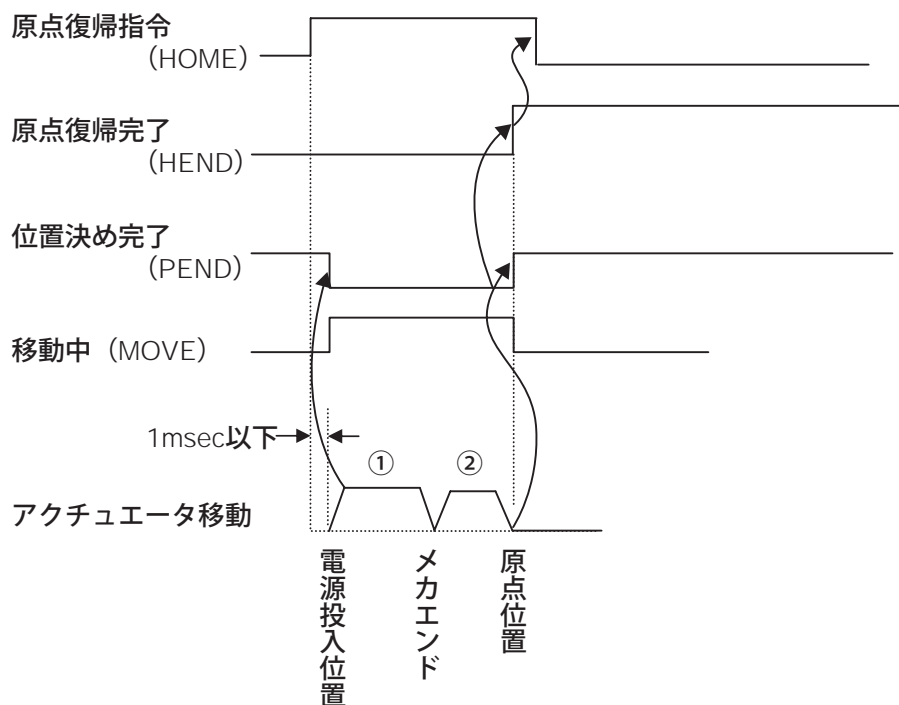 原点復帰指令
(HOME)
原点復帰完了
(HEND)
位置決め完了
(PEND)
移動中 (MOVE)
1msec以下
① ②
アクチュエータ移動
電源投入位置
メカエンド
原点位置